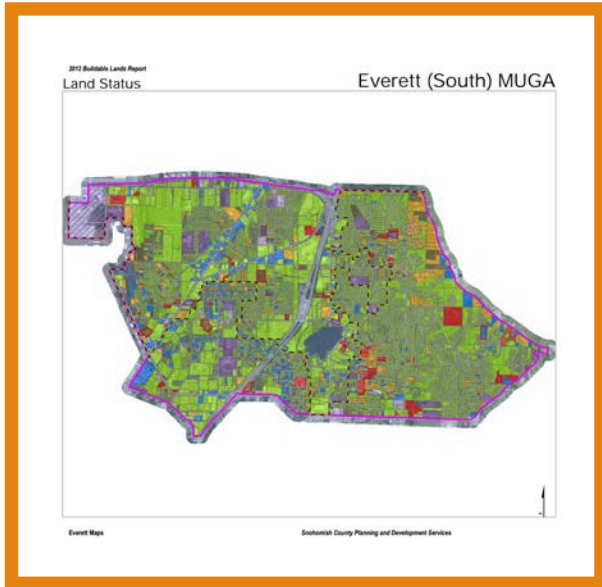 2012 Buildable Lands Report
Land Status
Everett (South) MUGA
Everett Maps
Snohomish County Planning and Development Services